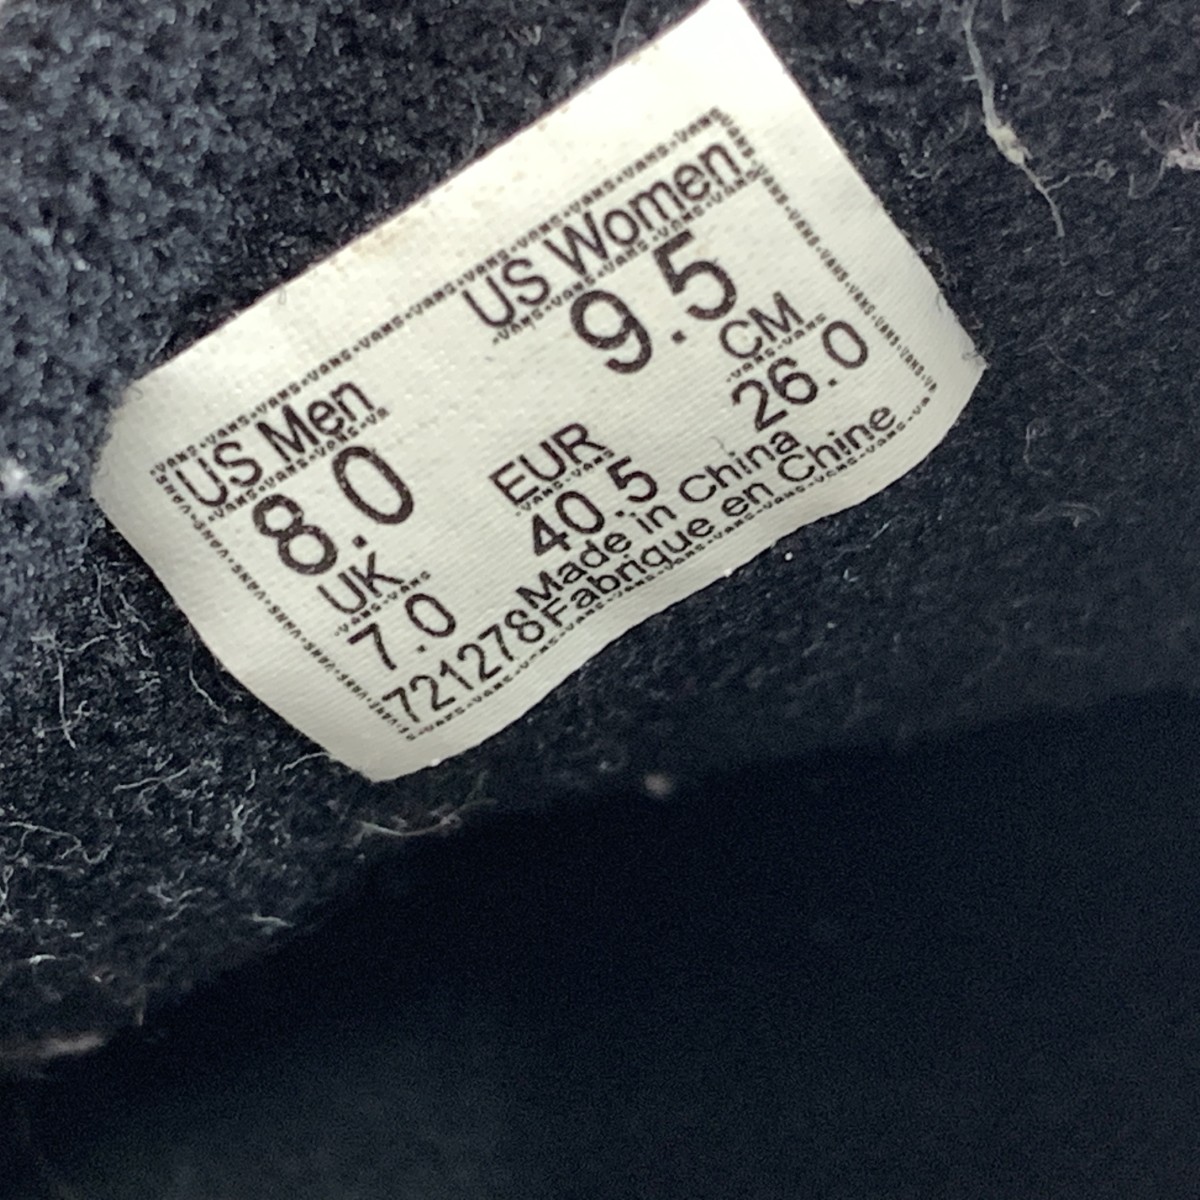 US Men
US Women
8.0
9.5
UK
EUR
CM
7.0
40.5
26.0
721278
Made in China
Fabrique en Chine